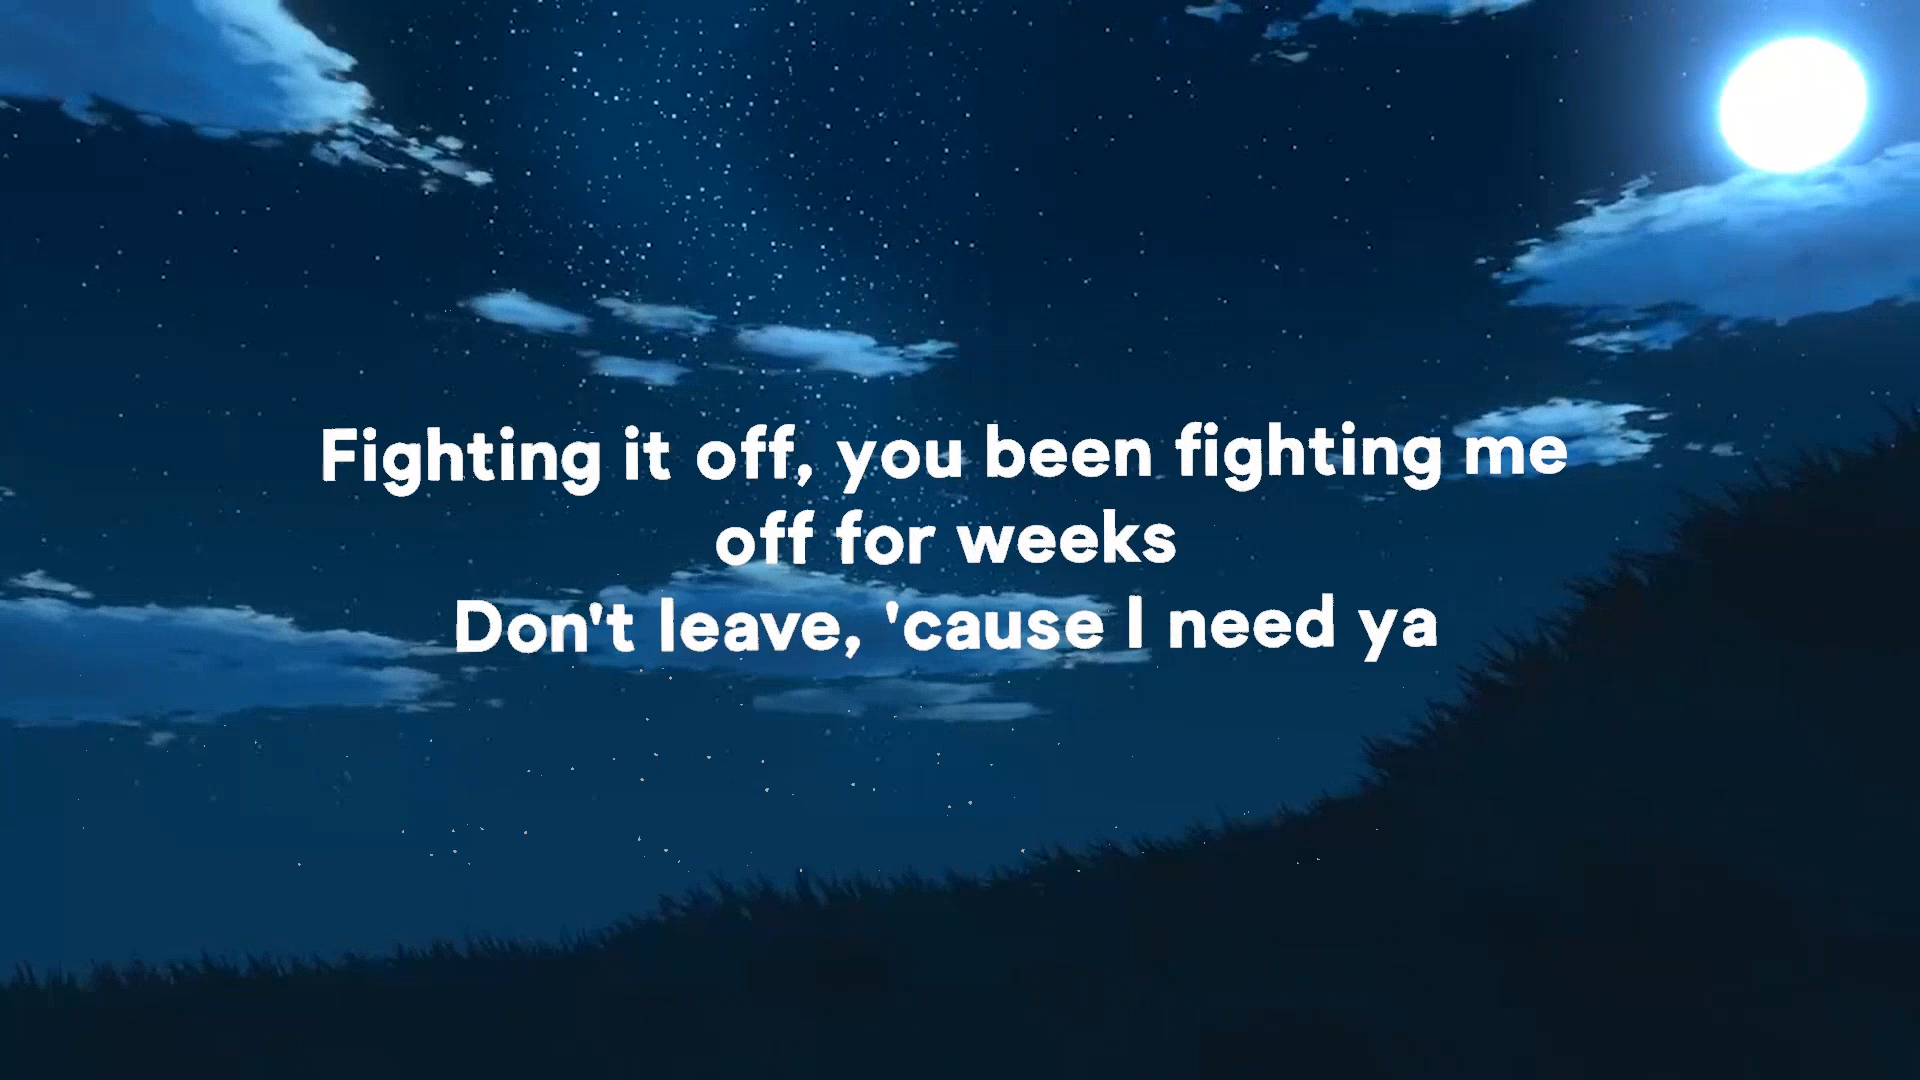 Fighting it off, you been fighting me
off for weeks
Don't leave, 'cause I need ya